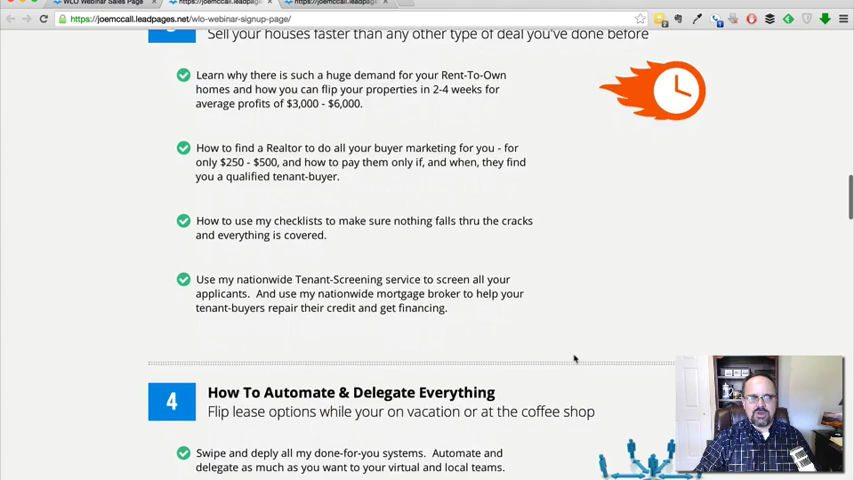 WLO Webinar Sales Page
https://joemccall.leadpages
https://joemccall.leadpages
https://joemccall.leadpages.net/wlo-webinar-signup-page/
Sell your houses faster than any other type of deal you've done before
Learn why there is such a huge demand for your Rent-To-Own
homes and how you can flip your properties in 2-4 weeks for
average profits of $3,000 - $6,000.
How to find a Realtor to do all your buyer marketing for you - for
only $250 - $500, and how to pay them only if, and when, they find
you a qualified tenant-buyer.
How to use my checklists to make sure nothing falls thru the cracks
and everything is covered.
Use my nationwide Tenant-Screening service to screen all your
applicants. And use my nationwide mortgage broker to help your
tenant-buyers repair their credit and get financing.
4
How To Automate & Delegate Everything
Flip lease options while your on vacation or at the coffee shop
Swipe and deply all my done-for-you systems. Automate and
delegate as much as you want to your virtual and local teams.